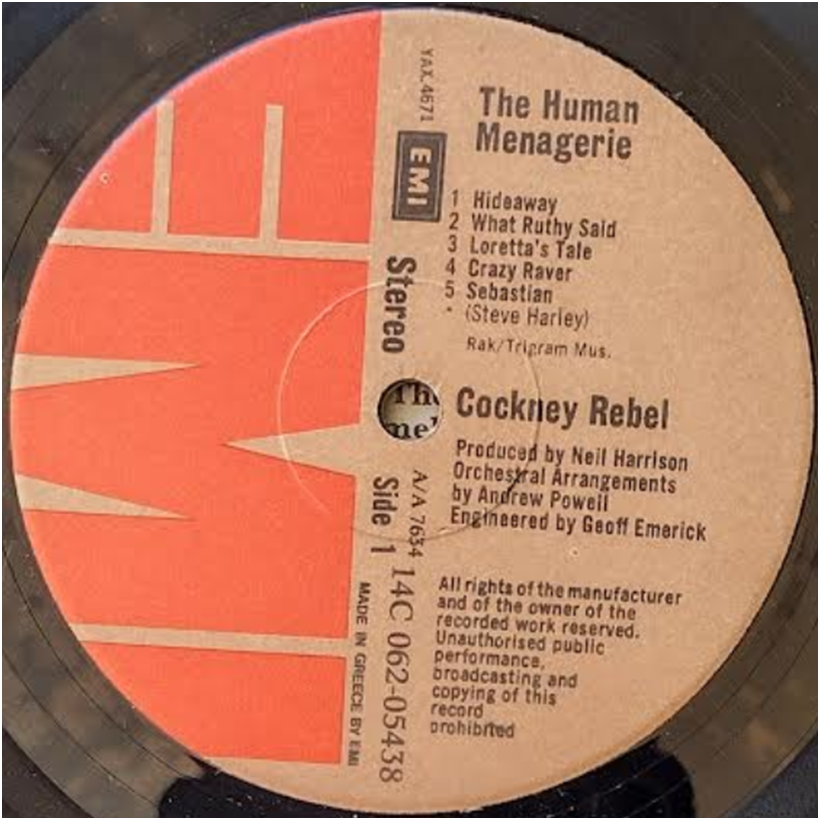 YAX.4671
EMI
The Human
Menagerie
1 Hideaway
2 What Ruthy Said
3 Loretta's Tale
4 Crazy Raver
5 Sebastian
(Steve Harley)
Rak/Trigram Mus.
Stereo
Cockney Rebel
Produced by Neil Harrison
Orchestral Arrangements
by Andrew Powell
Engineered by Geoff Emerick
A/A 7634
Side 1
14C 062-05438
MADE IN GREECE BY EMI
All rights of the manufacturer
and of the owner of the
recorded work reserved.
Unauthorised public
performance,
broadcasting and
copying of this
record
prohibited
EMI